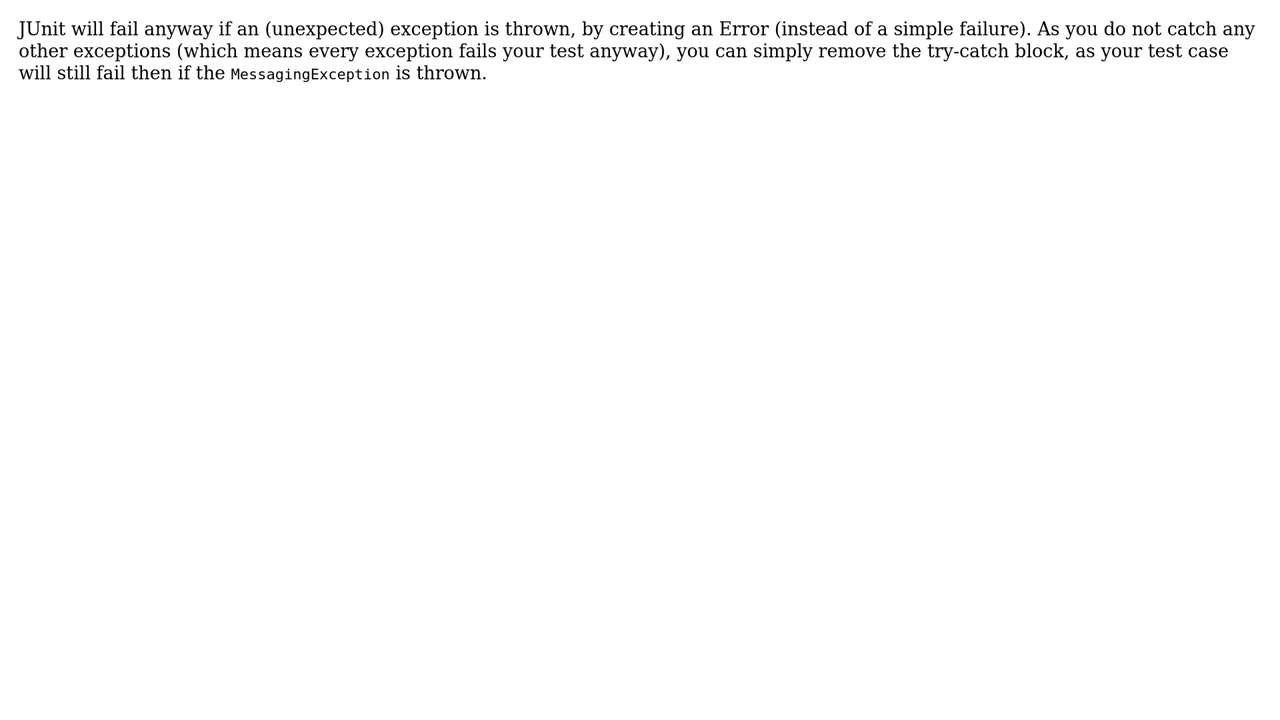 JUnit will fail anyway if an (unexpected) exception is thrown, by creating an Error (instead of a simple failure). As you do not catch any
other exceptions (which means every exception fails your test anyway), you can simply remove the try-catch block, as your test case
will still fail then if the MessagingException is thrown.